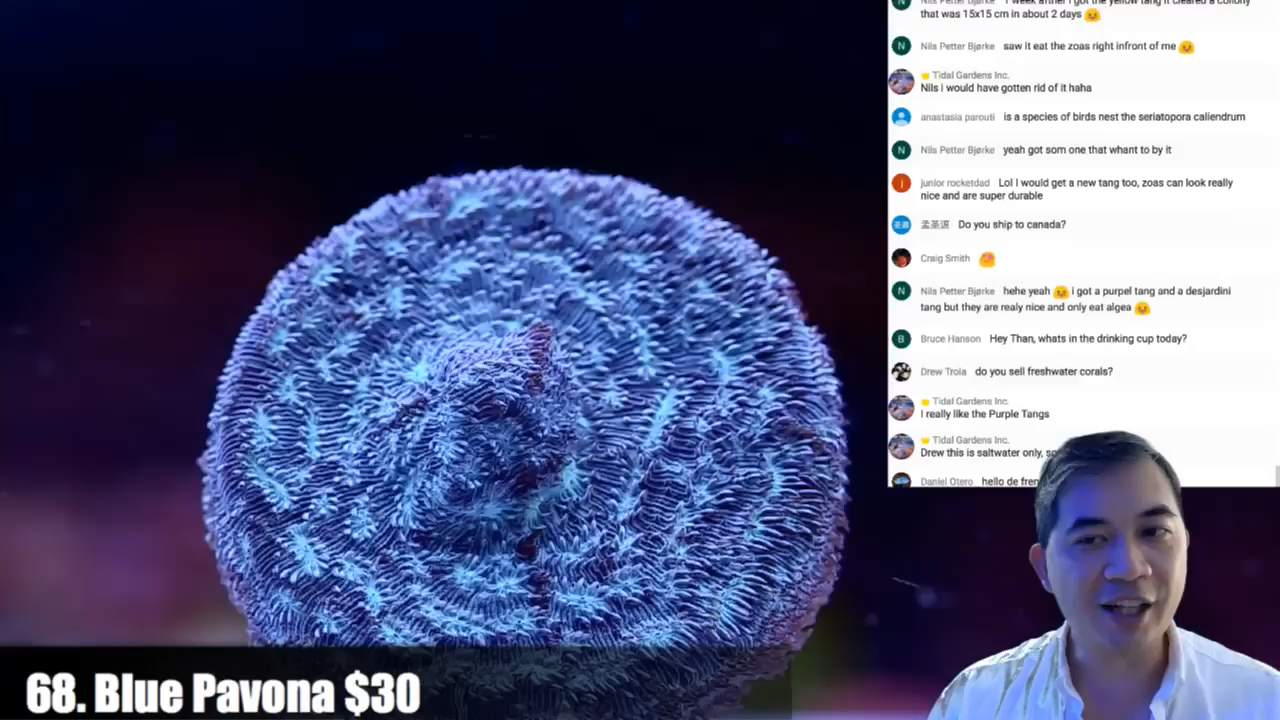 Nils Petter Bjørke 1 week after i got the yellow tang it cleared a colony
that was 15x15 cm in about 2 days
N Nils Petter Bjørke saw it eat the zoas right infront of me
Tidal Gardens Inc.
Nils i would have gotten rid of it haha
anastasia parouti is a species of birds nest the seriatopora caliendrum
N Nils Petter Bjørke yeah got som one that whant to by it
j junior rocketdad Lol I would get a new tang too, zoas can look really
nice and are super durable
孟圣源 Do you ship to canada?
Craig Smith
N Nils Petter Bjørke hehe yeah i got a purpel tang and a desjardini
tang but they are realy nice and only eat algea
B Bruce Hanson Hey Than, whats in the drinking cup today?
Drew Troia do you sell freshwater corals?
Tidal Gardens Inc.
I really like the Purple Tangs
Tidal Gardens Inc.
Drew this is saltwater only,
Daniel Otero hello de
68. Blue Pavona $30